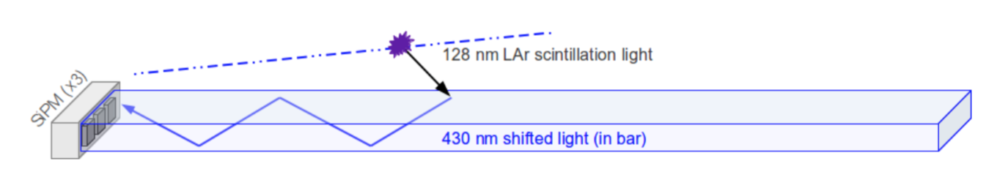 128 nm LAr scintillation light
SiPM (x3)
430 nm shifted light (in bar)